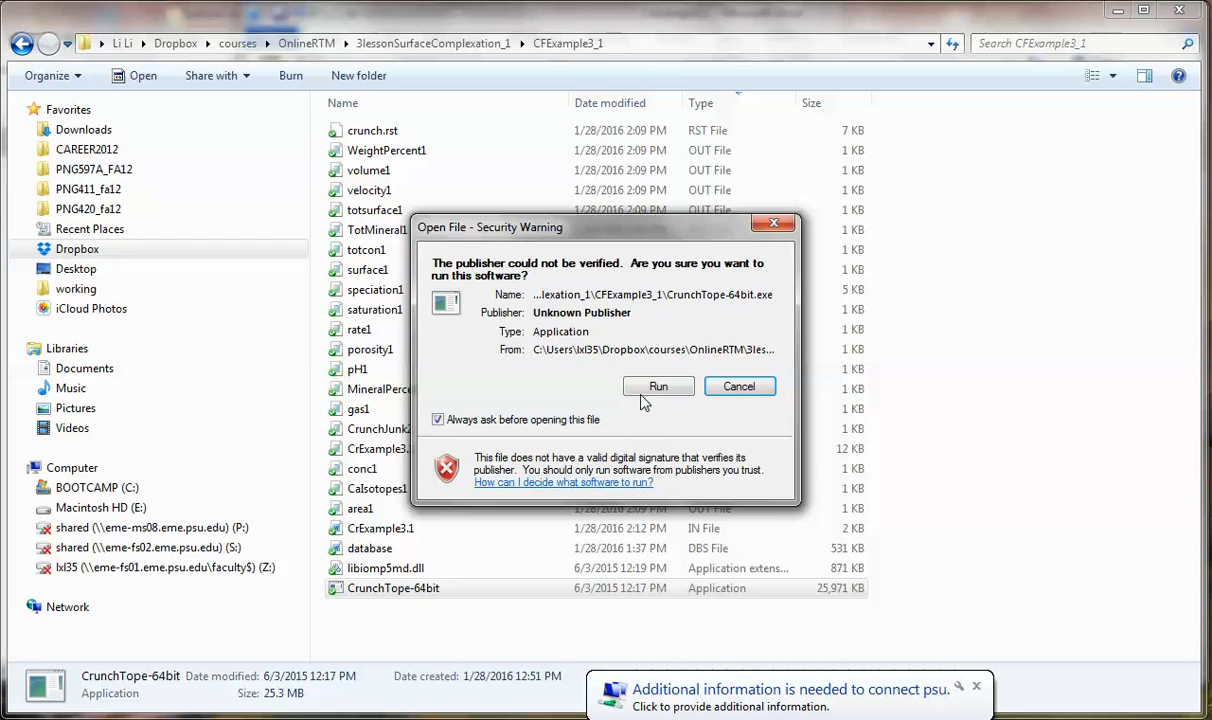 Li Li ▸ Dropbox ▸ courses ▸ OnlineRTM ▸ 3lessonSurfaceComplexation_1 ▸ CFExample3_1
Search CFExample3_1
Organize Open Share with Burn New folder
Favorites
Downloads
CAREER2012
PNG597A_FA12
PNG411_fa12
PNG420_fa12
Recent Places
Dropbox
Desktop
working
iCloud Photos
Libraries
Documents
Music
Pictures
Videos
Computer
BOOTCAMP (C:)
Macintosh HD (E:)
shared (\\eme-ms08.eme.psu.edu) (P:)
shared (\\eme-fs02.eme.psu.edu) (S:)
lxl35 (\\eme-fs01.eme.psu.edu\faculty$) (Z:)
Network
Name Date modified Type Size
crunch.rst 1/28/2016 2:09 PM RST File 7 KB
WeightPercent1 1/28/2016 2:09 PM OUT File 1 KB
volume1 1/28/2016 2:09 PM OUT File 1 KB
velocity1 1/28/2016 2:09 PM OUT File 1 KB
totsurface1 1/28/2016 2:09 PM OUT File 1 KB
TotMineral1 1 KB
totcon1 1 KB
surface1 1 KB
speciation1 5 KB
saturation1 1 KB
rate1 1 KB
porosity1 1 KB
pH1 1 KB
MineralPerce 1 KB
gas1 1 KB
CrunchJunk2 1 KB
CrExample3. 12 KB
conc1 1 KB
CaIsotopes1 1 KB
area1 OUT File 1 KB
CrExample3.1 1/28/2016 2:12 PM IN File 2 KB
database 1/28/2016 1:37 PM DBS File 531 KB
libiomp5md.dll 6/3/2015 12:19 PM Application extens... 871 KB
CrunchTope-64bit 6/3/2015 12:17 PM Application 25,971 KB
Open File - Security Warning
The publisher could not be verified. Are you sure you want to
run this software?
Name: ...lexation_1\CFExample3_1\CrunchTope-64bit.exe
Publisher: Unknown Publisher
Type: Application
From: C:\Users\lxl35\Dropbox\courses\OnlineRTM\3les...
Run Cancel
Always ask before opening this file
This file does not have a valid digital signature that verifies its
publisher. You should only run software from publishers you trust.
How can I decide what software to run?
CrunchTope-64bit Date modified: 6/3/2015 12:17 PM Date created: 1/28/2016 12:51 PM
Application Size: 25.3 MB
Additional information is needed to connect psu.
Click to provide additional information.